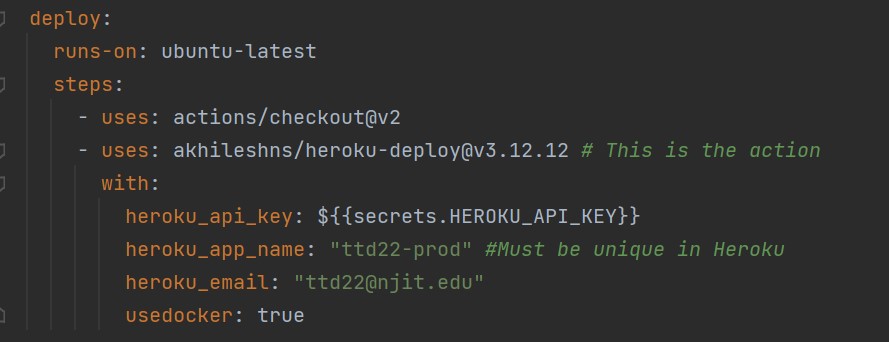 deploy:
runs-on: ubuntu-latest
steps:
- uses: actions/checkout@v2
- uses: akhileshns/heroku-deploy@v3.12.12 # This is the action
with:
heroku_api_key: ${{secrets.HEROKU_API_KEY}}
heroku_app_name: "ttd22-prod" #Must be unique in Heroku
heroku_email: "ttd22@njit.edu"
usedocker: true